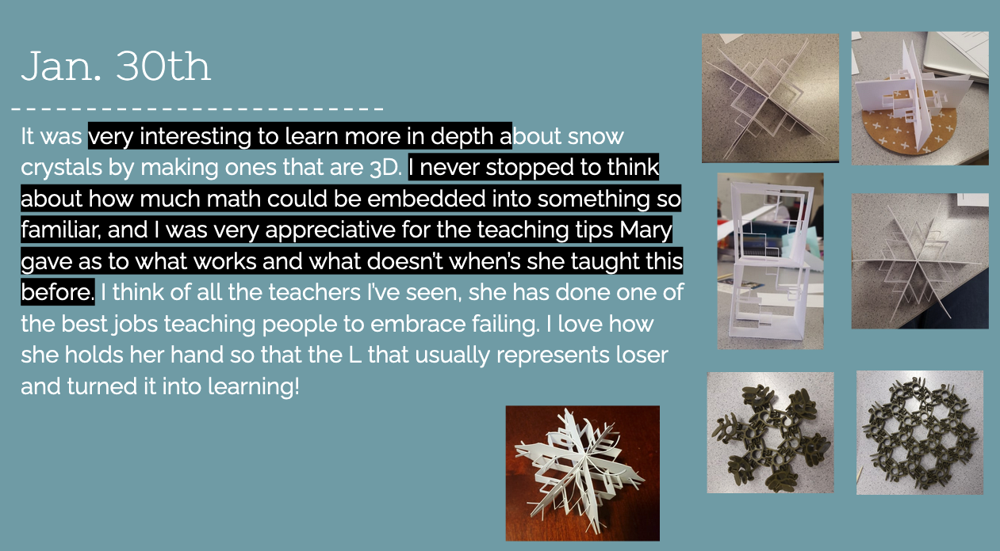 Jan. 30th
It was very interesting to learn more in depth about snow
crystals by making ones that are 3D. I never stopped to think
about how much math could be embedded into something so
familiar, and I was very appreciative for the teaching tips Mary
gave as to what works and what doesn't when's she taught this
before. I think of all the teachers I've seen, she has done one of
the best jobs teaching people to embrace failing. I love how
she holds her hand so that the L that usually represents loser
and turned it into learning!